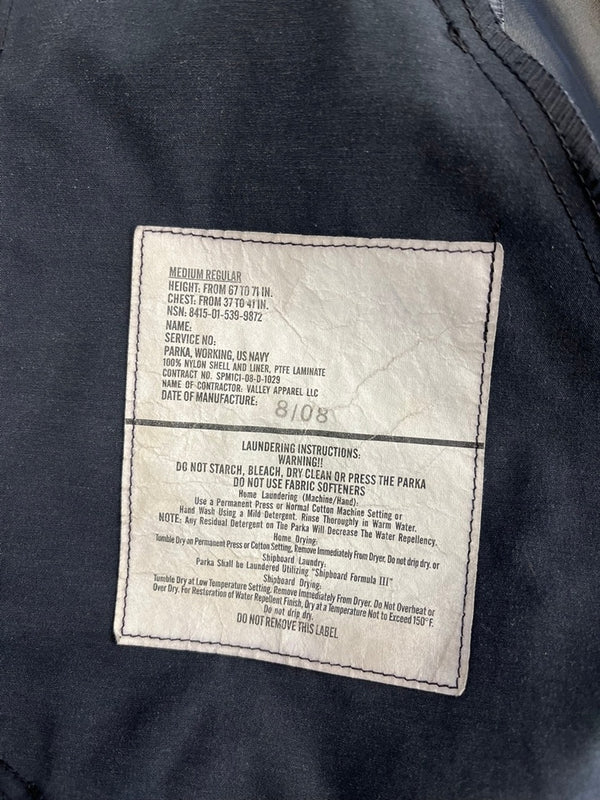 MEDIUM REGULAR
HEIGHT: FROM 67 TO 71 IN.
CHEST: FROM 37 TO 41 IN.
NSN: 8415-01-539-9872
NAME:
SERVICE NO:
PARKA, WORKING, US NAVY
100% NYLON SHELL AND LINER, PTFE LAMINATE
CONTRACT NO. SPM1C1-08-D-1029
NAME OF CONTRACTOR: VALLEY APPAREL LLC
DATE OF MANUFACTURE: 8/08
LAUNDERING INSTRUCTIONS:
WARNING!!
DO NOT STARCH, BLEACH, DRY CLEAN OR PRESS THE PARKA
DO NOT USE FABRIC SOFTENERS
Home Laundering (Machine/Hand):
Use a Permanent Press or Normal Cotton Machine Setting or
Hand Wash Using a Mild Detergent. Rinse Thoroughly in Warm Water.
NOTE: Any Residual Detergent on The Parka Will Decrease The Water Repellency.
Home Drying:
Tumble Dry on Permanent Press or Cotton Setting, Remove Immediately From Dryer, Do not drip dry. or
Shipboard Laundry:
Parka Shall be Laundered Utilizing "Shipboard Formula III"
Shipboard Drying:
Tumble Dry at Low Temperature Setting. Remove Immediately From Dryer. Do Not Overheat or
Over Dry. For Restoration of Water Repellent Finish, Dry at a Temperature Not to Exceed 150°F.
Do not drip dry.
DO NOT REMOVE THIS LABEL